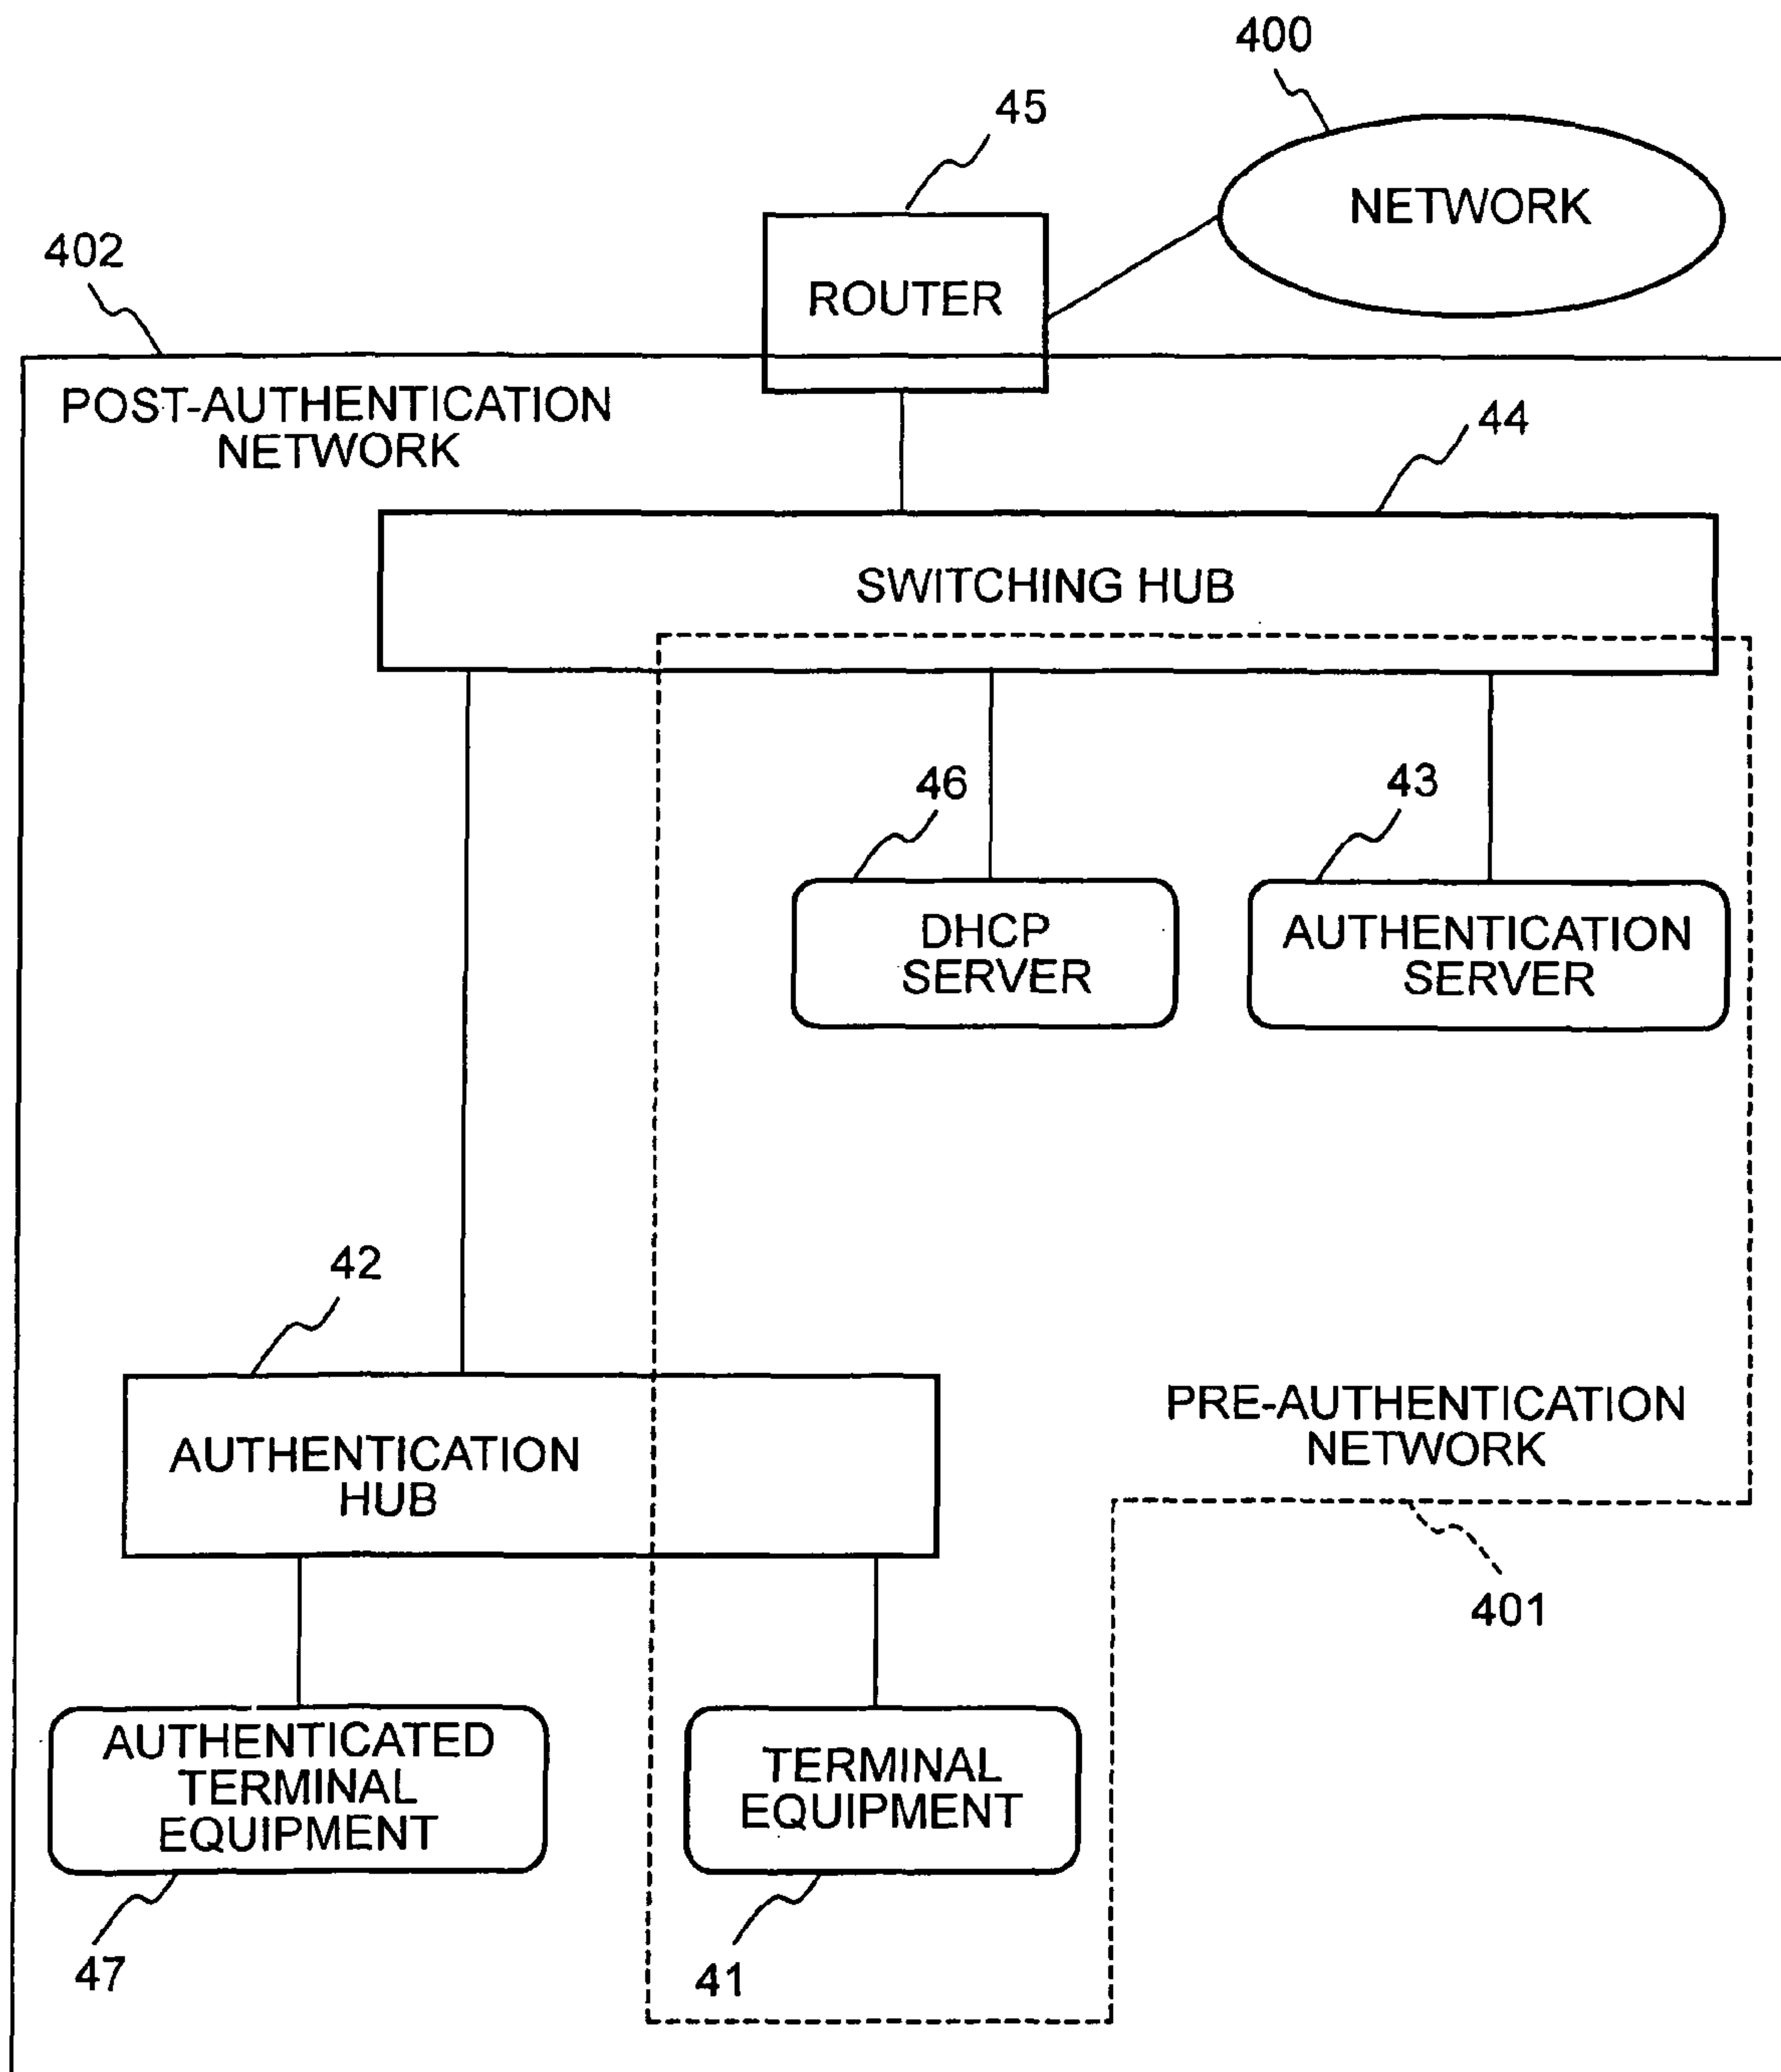 400
45
NETWORK
402
ROUTER
POST-AUTHENTICATION
NETWORK
44
SWITCHING HUB
46
43
DHCP
SERVER
AUTHENTICATION
SERVER
42
PRE-AUTHENTICATION
NETWORK
AUTHENTICATION
HUB
401
AUTHENTICATED
TERMINAL
EQUIPMENT
TERMINAL
EQUIPMENT
47
41